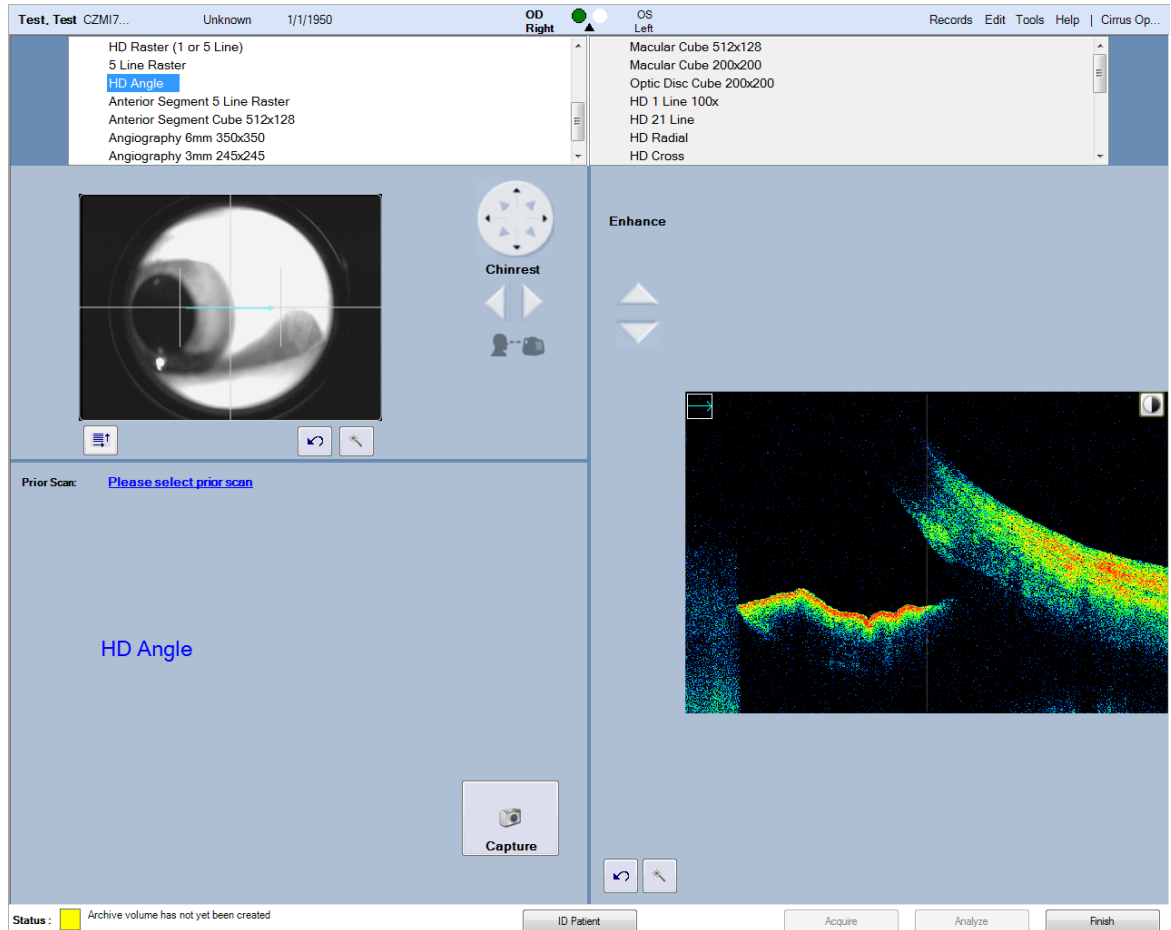 Test, Test CZMI7... Unknown 1/1/1950 OD Right OS Left Records Edit Tools Help | Cirrus Op...
HD Raster (1 or 5 Line)
5 Line Raster
HD Angle
Anterior Segment 5 Line Raster
Anterior Segment Cube 512x128
Angiography 6mm 350x350
Angiography 3mm 245x245
Macular Cube 512x128
Macular Cube 200x200
Optic Disc Cube 200x200
HD 1 Line 100x
HD 21 Line
HD Radial
HD Cross
Chinrest
Enhance
Prior Scan: Please select prior scan
HD Angle
Capture
Status : Archive volume has not yet been created
ID Patient
Acquire
Analyze
Finish